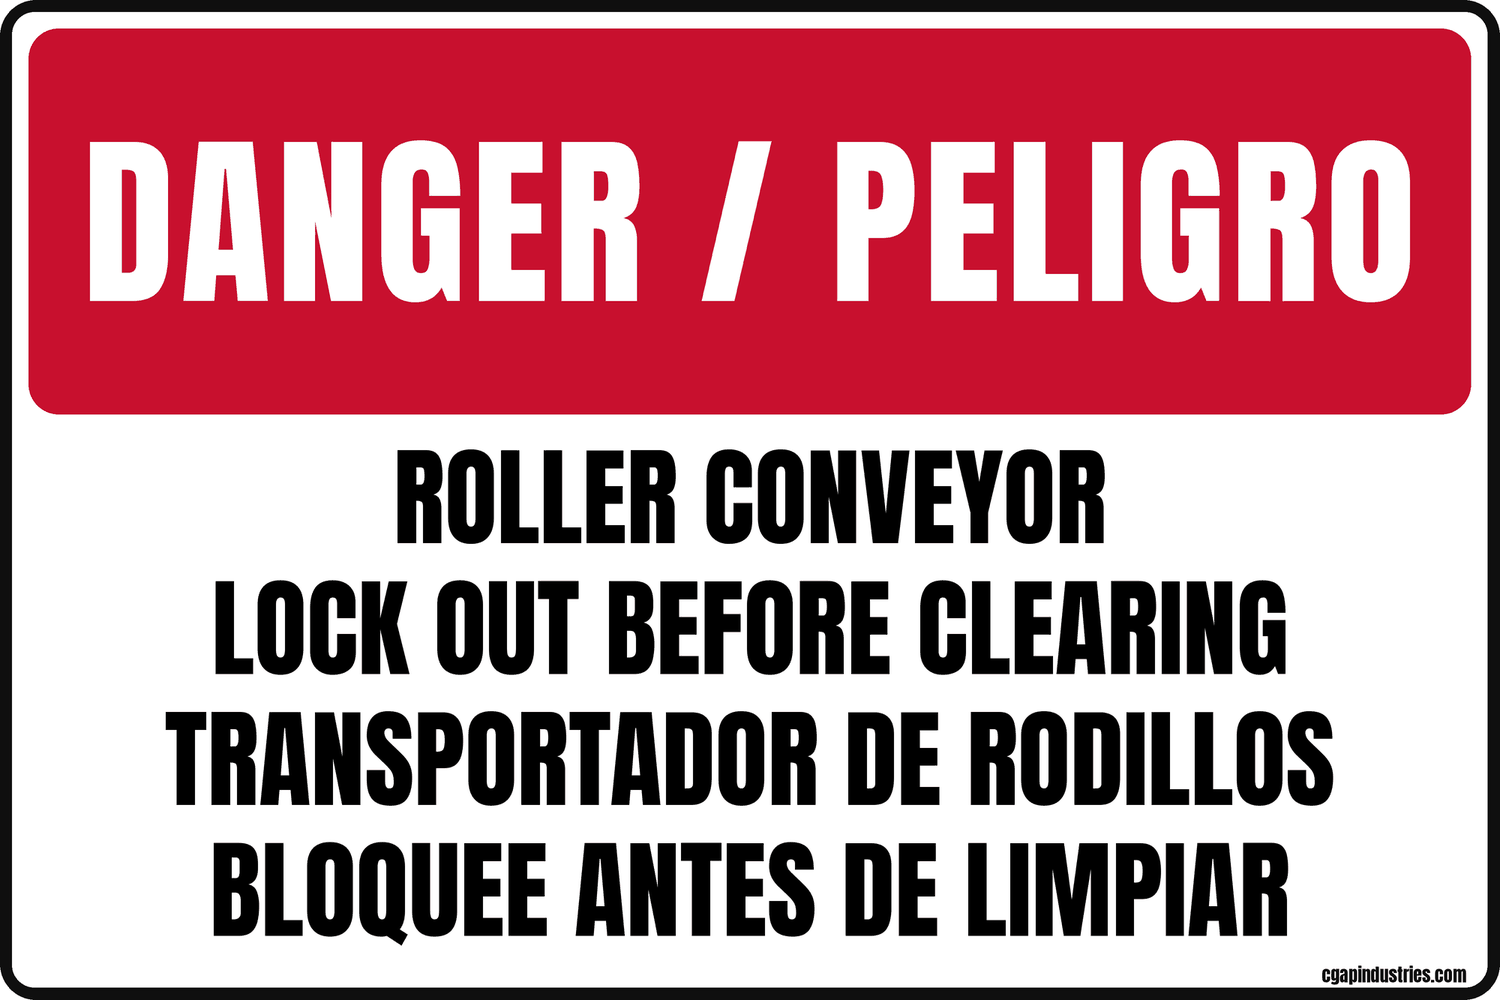 DANGER / PELIGRO
ROLLER CONVEYOR
LOCK OUT BEFORE CLEARING
TRANSPORTADOR DE RODILLOS
BLOQUEE ANTES DE LIMPIAR
cgapindustries.com